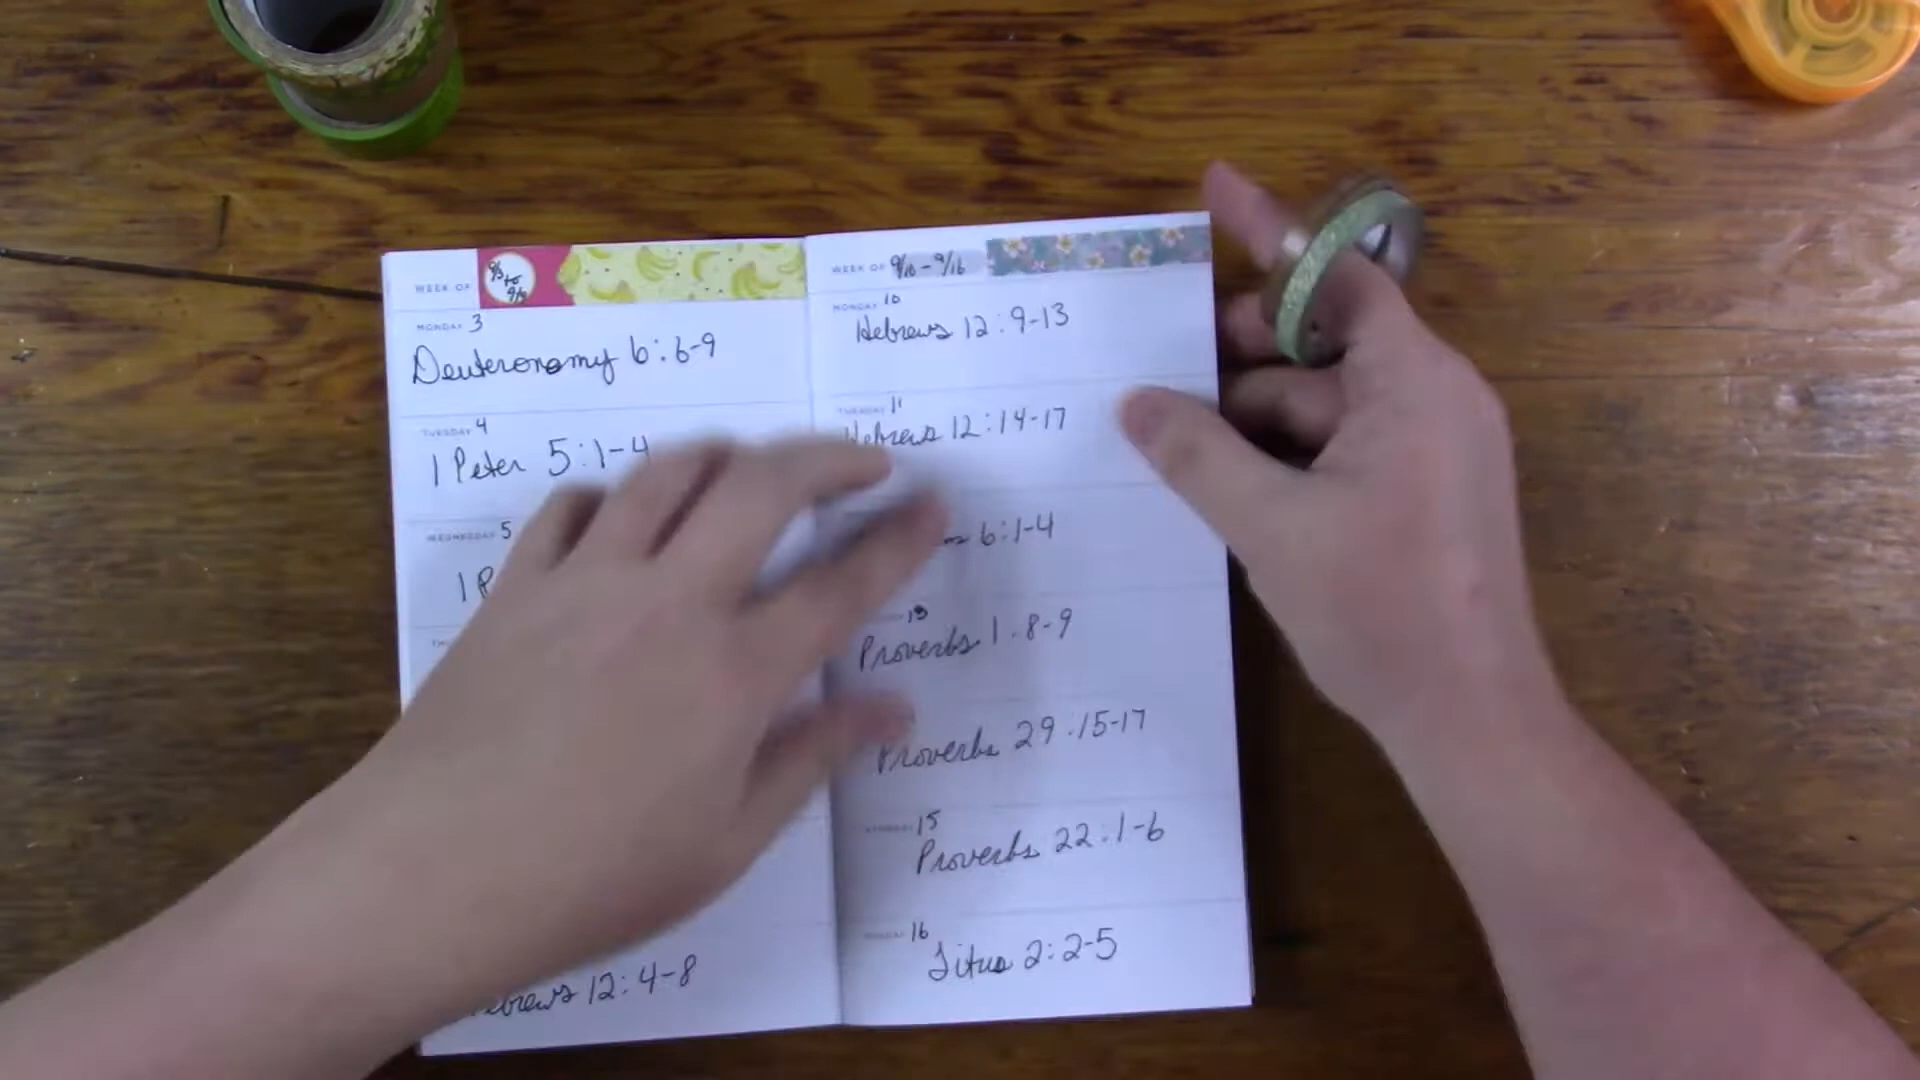 WEEK OF 9/3 to 9/9
MONDAY 3
Deuteronomy 6:6-9
TUESDAY 4
1 Peter 5:1-4
WEDNESDAY 5
1 P
Hebrews 12:4-8
WEEK OF 9/10-9/16
MONDAY 10
Hebrews 12:9-13
TUESDAY 11
Hebrews 12:14-17
6:1-4
13
Proverbs 1:8-9
Proverbs 29:15-17
15
Proverbs 22:1-6
16
Titus 2:2-5